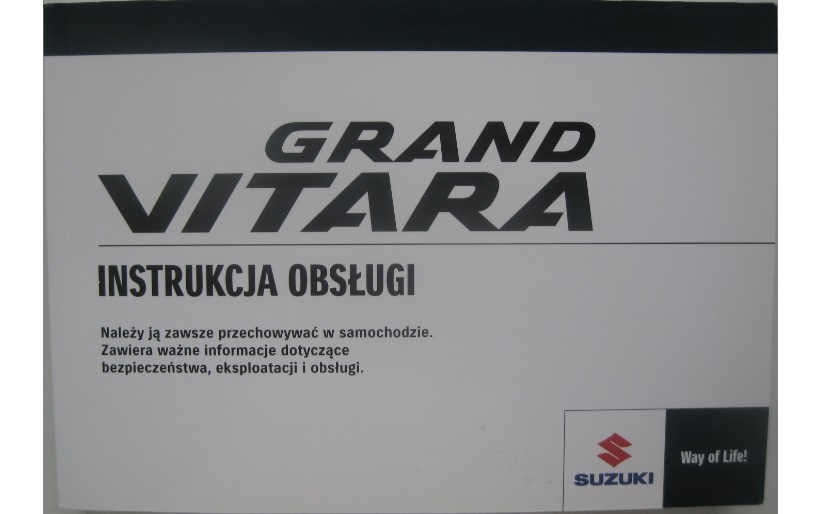 GRAND
VITARA
INSTRUKCJA OBSŁUGI
Należy ją zawsze przechowywać w samochodzie.
Zawiera ważne informacje dotyczące
bezpieczeństwa, eksploatacji i obsługi.
SUZUKI
Way of Life!